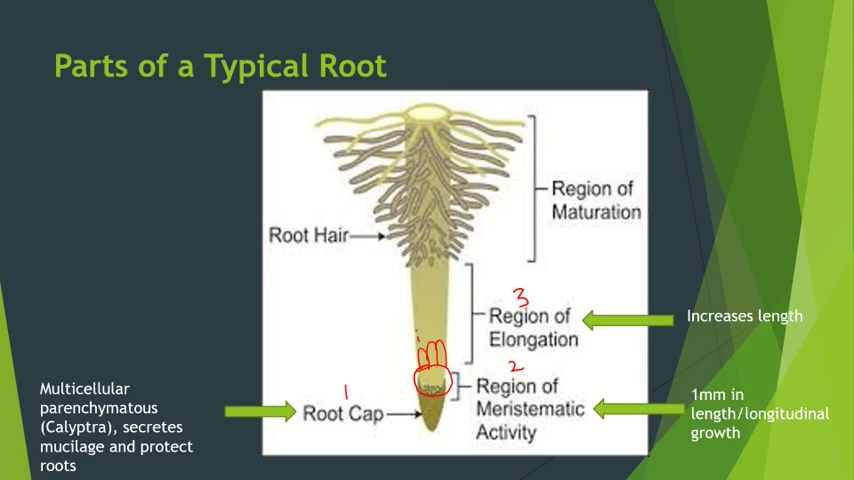 Parts of a Typical Root
Region of
Maturation
Root Hair
3
Region of
Elongation
Increases length
2
Region of
Meristematic
Activity
1mm in
length/longitudinal
growth
1
Root Cap
Multicellular
parenchymatous
(Calyptra), secretes
mucilage and protect
roots